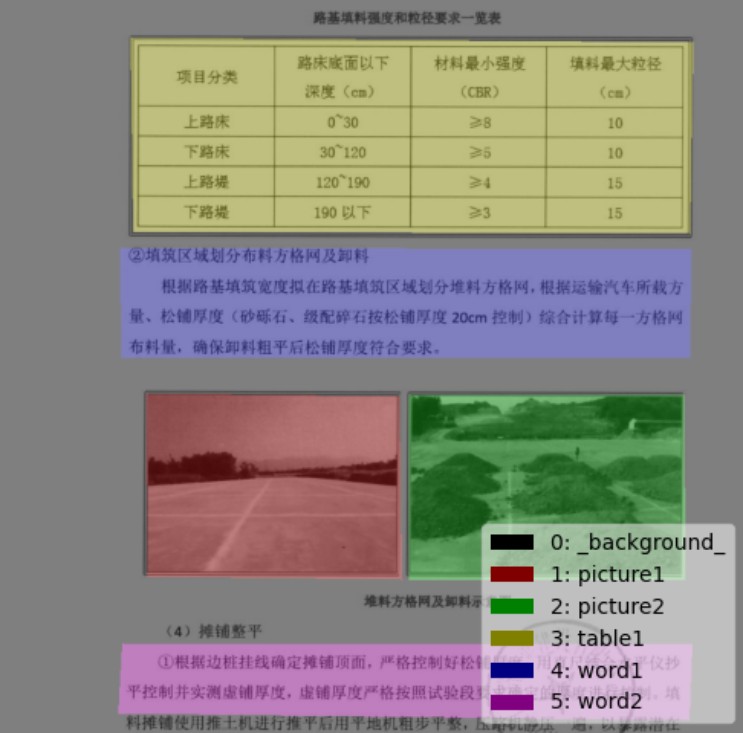 路基填料强度和粒径要求一览表
项目分类 路床底面以下深度（cm） 材料最小强度（CBR） 填料最大粒径（cm）
上路床 0~30 ≥8 10
下路床 30~120 ≥5 10
上路堤 120~190 ≥4 15
下路堤 190 以下 ≥3 15
②填筑区域划分布料方格网及卸料
根据路基填筑宽度拟在路基填筑区域划分堆料方格网，根据运输汽车所载方
量、松铺厚度（砂砾石、级配碎石按松铺厚度 20cm 控制）综合计算每一方格网
布料量，确保卸料粗平后松铺厚度符合要求。
堆料方格网及卸料示
（4）摊铺整平
①根据边桩挂线确定摊铺顶面，严格控制好松铺
平控制并实测虚铺厚度，虚铺厚度严格按照试验段
料摊铺使用推土机进行推平后用平地机粗步平整，
0: _background_
1: picture1
2: picture2
3: table1
4: word1
5: word2